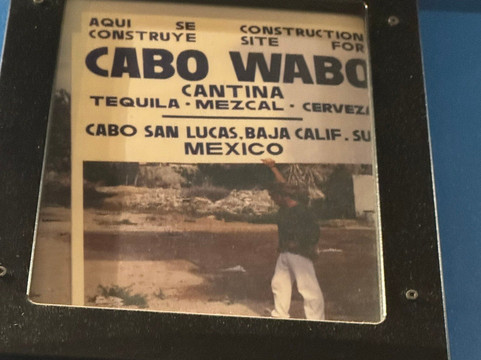 AQUI SE CONSTRUCTION
CONSTRUYE SITE FOR
CABO WABO
CANTINA
TEQUILA · MEZCAL · CERVEZA
CABO SAN LUCAS, BAJA CALIF. SU
MEXICO